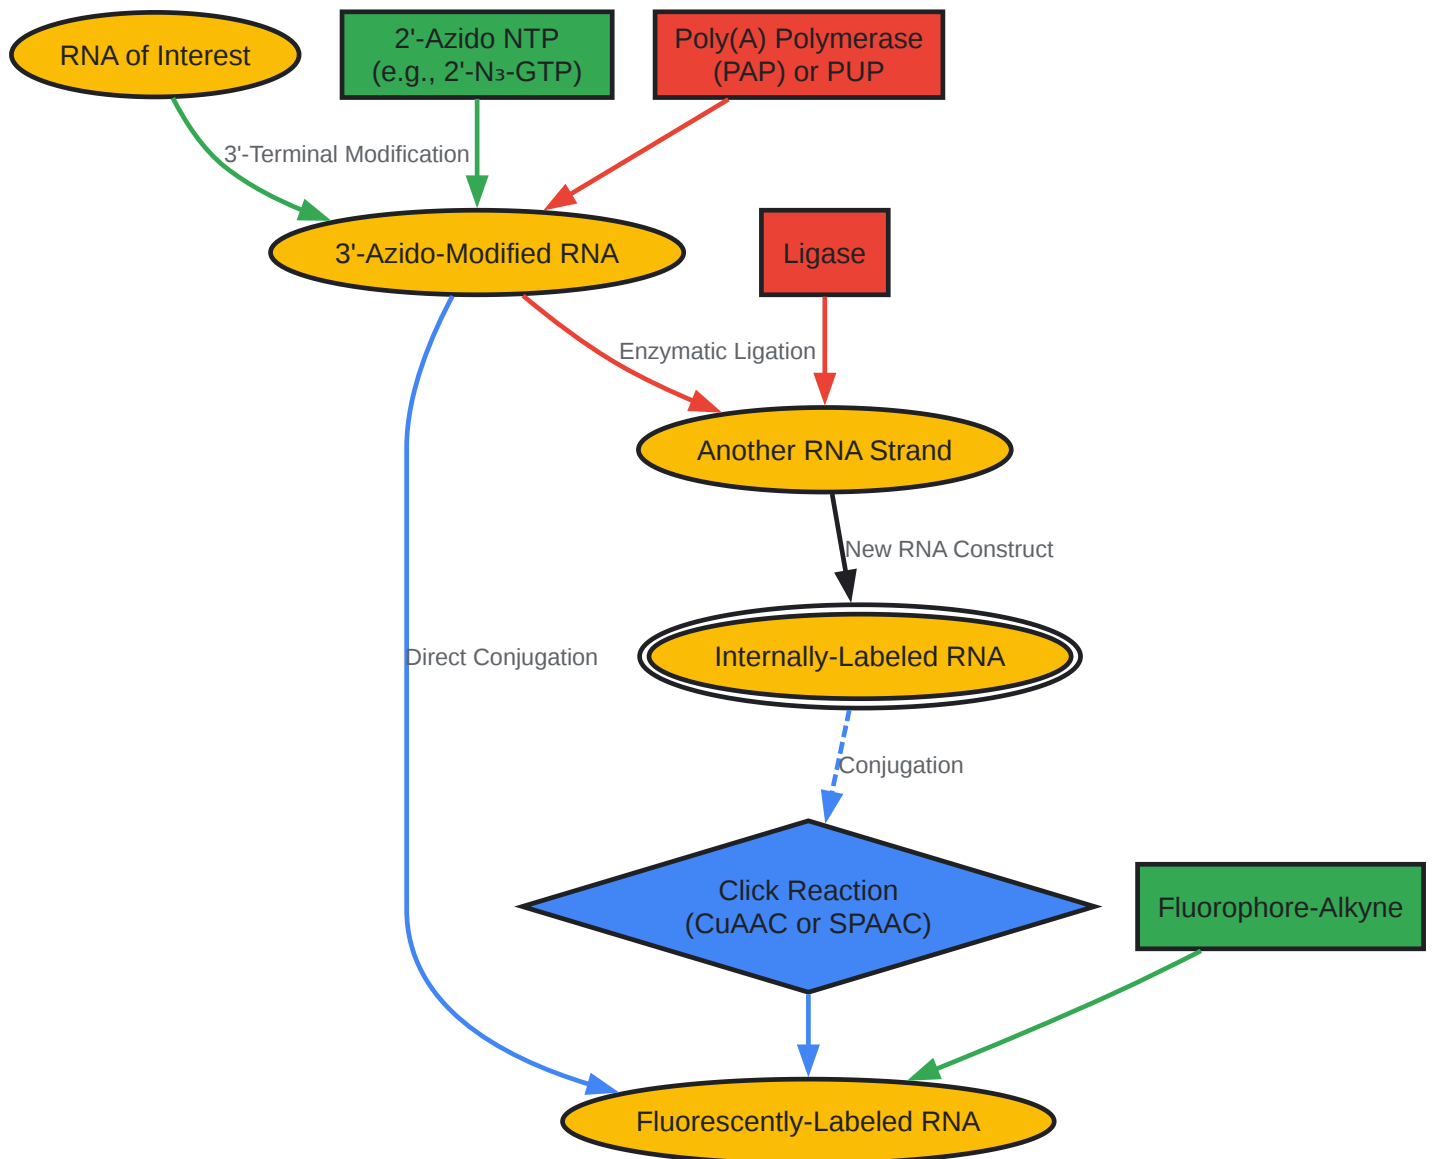 RNA of Interest
2'-Azido NTP
(e.g., 2'-N₃-GTP)
Poly(A) Polymerase
(PAP) or PUP
3'-Terminal Modification
3'-Azido-Modified RNA
Ligase
Enzymatic Ligation
Another RNA Strand
New RNA Construct
Direct Conjugation
Internally-Labeled RNA
Conjugation
Click Reaction
(CuAAC or SPAAC)
Fluorophore-Alkyne
Fluorescently-Labeled RNA